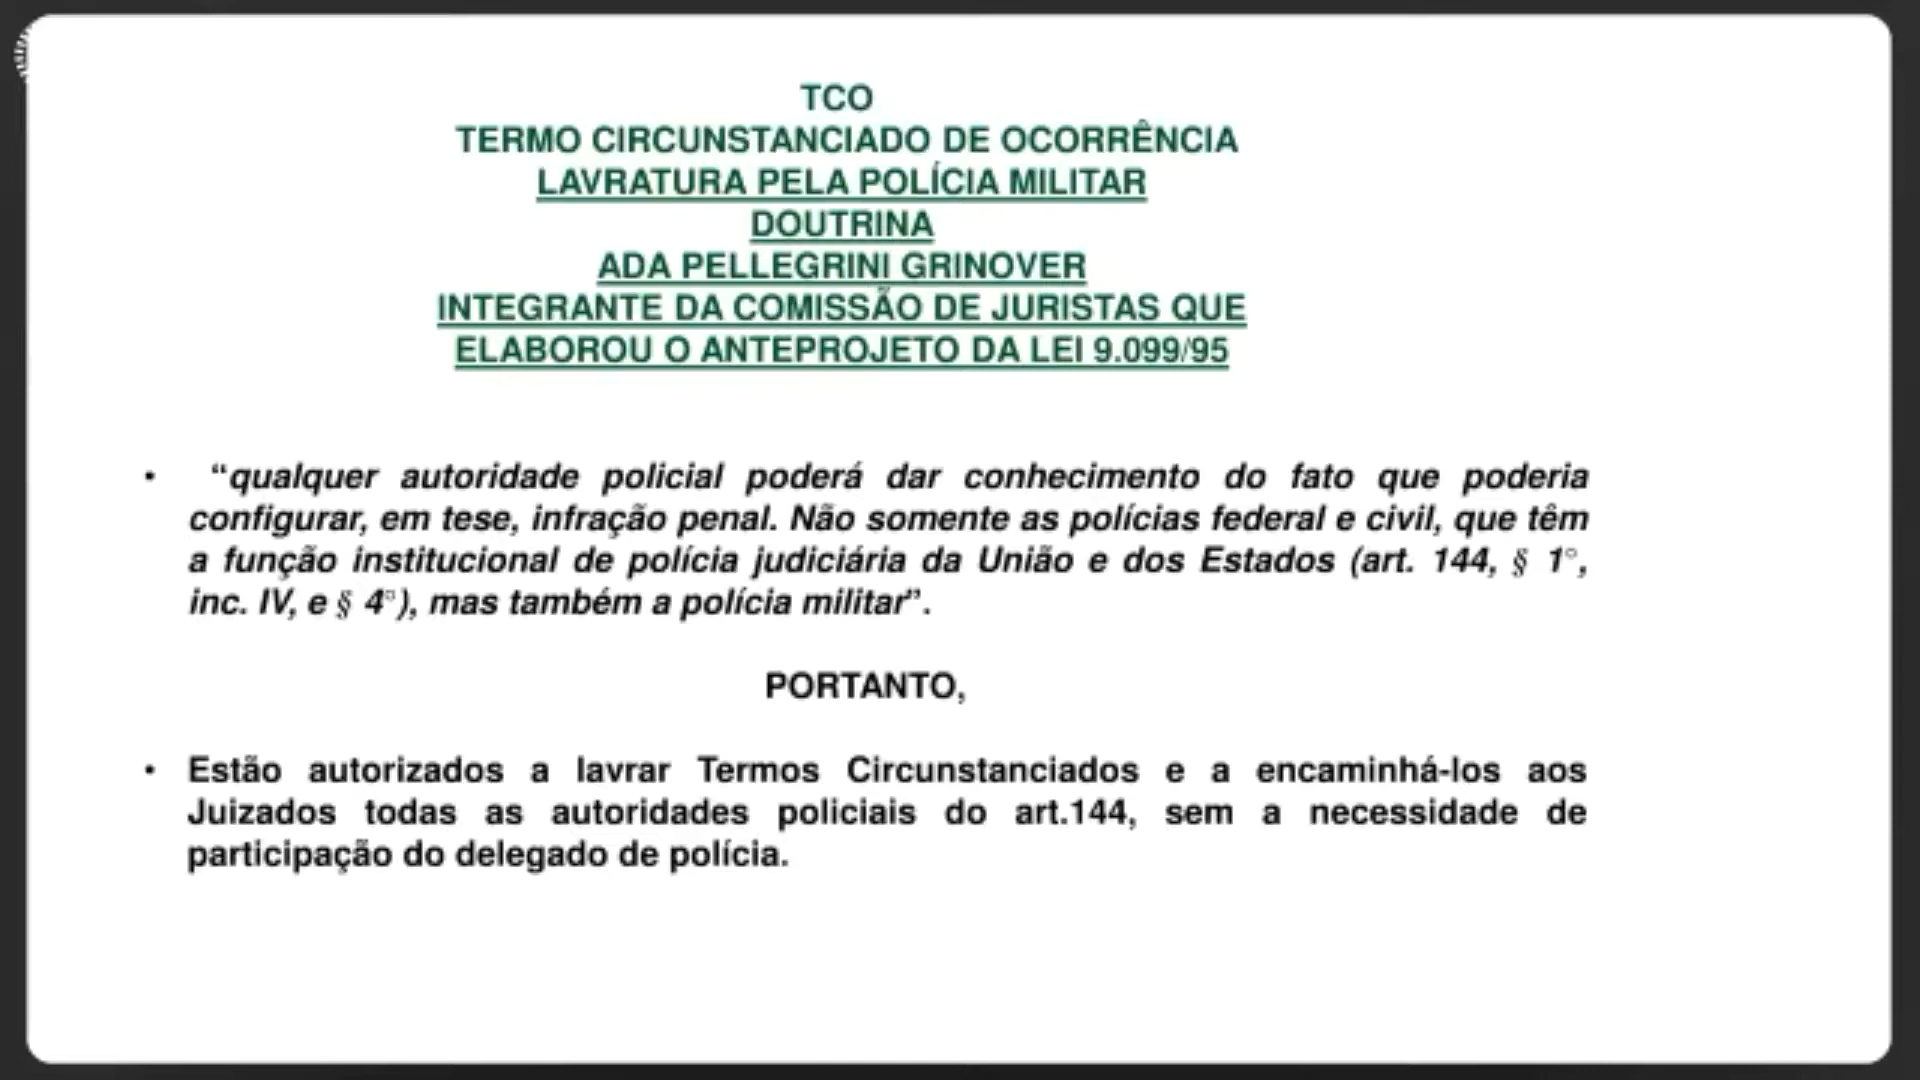 TCO
TERMO CIRCUNSTANCIADO DE OCORRÊNCIA
LAVRATURA PELA POLÍCIA MILITAR
DOUTRINA
ADA PELLEGRINI GRINOVER
INTEGRANTE DA COMISSÃO DE JURISTAS QUE
ELABOROU O ANTEPROJETO DA LEI 9.099/95
• “qualquer autoridade policial poderá dar conhecimento do fato que poderia
configurar, em tese, infração penal. Não somente as polícias federal e civil, que têm
a função institucional de polícia judiciária da União e dos Estados (art. 144, § 1°,
inc. IV, e § 4°), mas também a polícia militar”.
PORTANTO,
• Estão autorizados a lavrar Termos Circunstanciados e a encaminhá-los aos
Juizados todas as autoridades policiais do art.144, sem a necessidade de
participação do delegado de polícia.